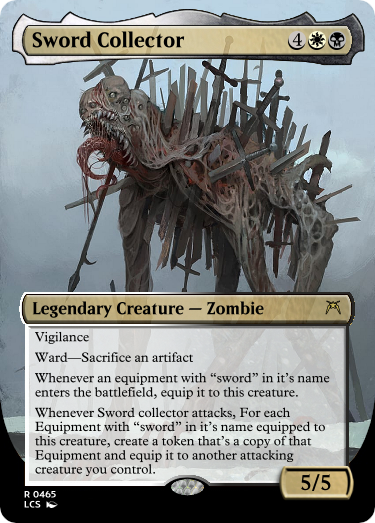 Sword Collector 4
Legendary Creature — Zombie
Vigilance
Ward—Sacrifice an artifact
Whenever an equipment with “sword” in it's name
enters the battlefield, equip it to this creature.
Whenever Sword collector attacks, For each
Equipment with “sword” in it's name equipped to
this creature, create a token that's a copy of that
Equipment and equip it to another attacking
creature you control.
5/5
R 0465
LCS